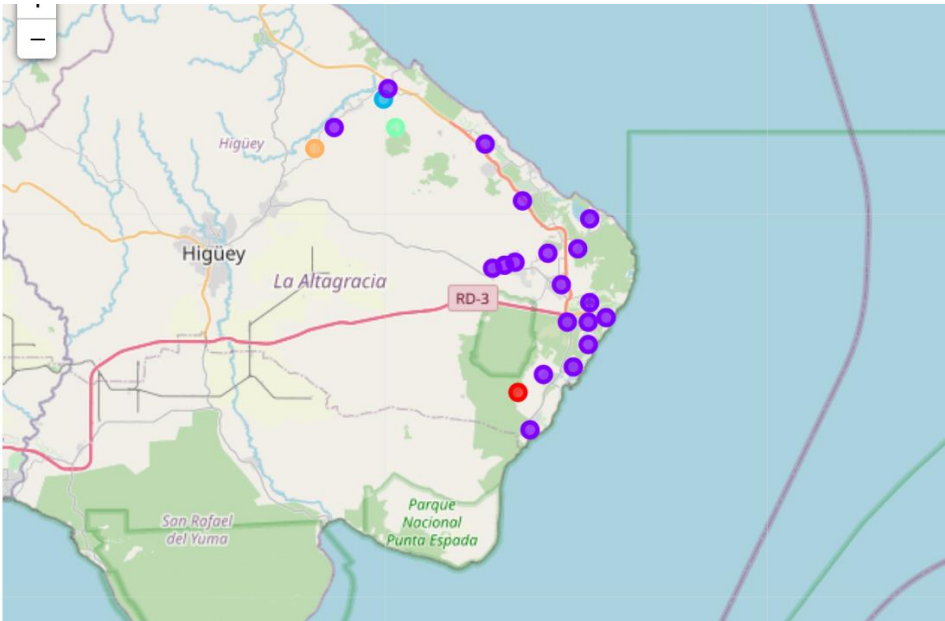 −
Higüey
Higüey
La Altagracia
RD-3
Parque
Nacional
Punta Espada
San Rafael
del Yuma